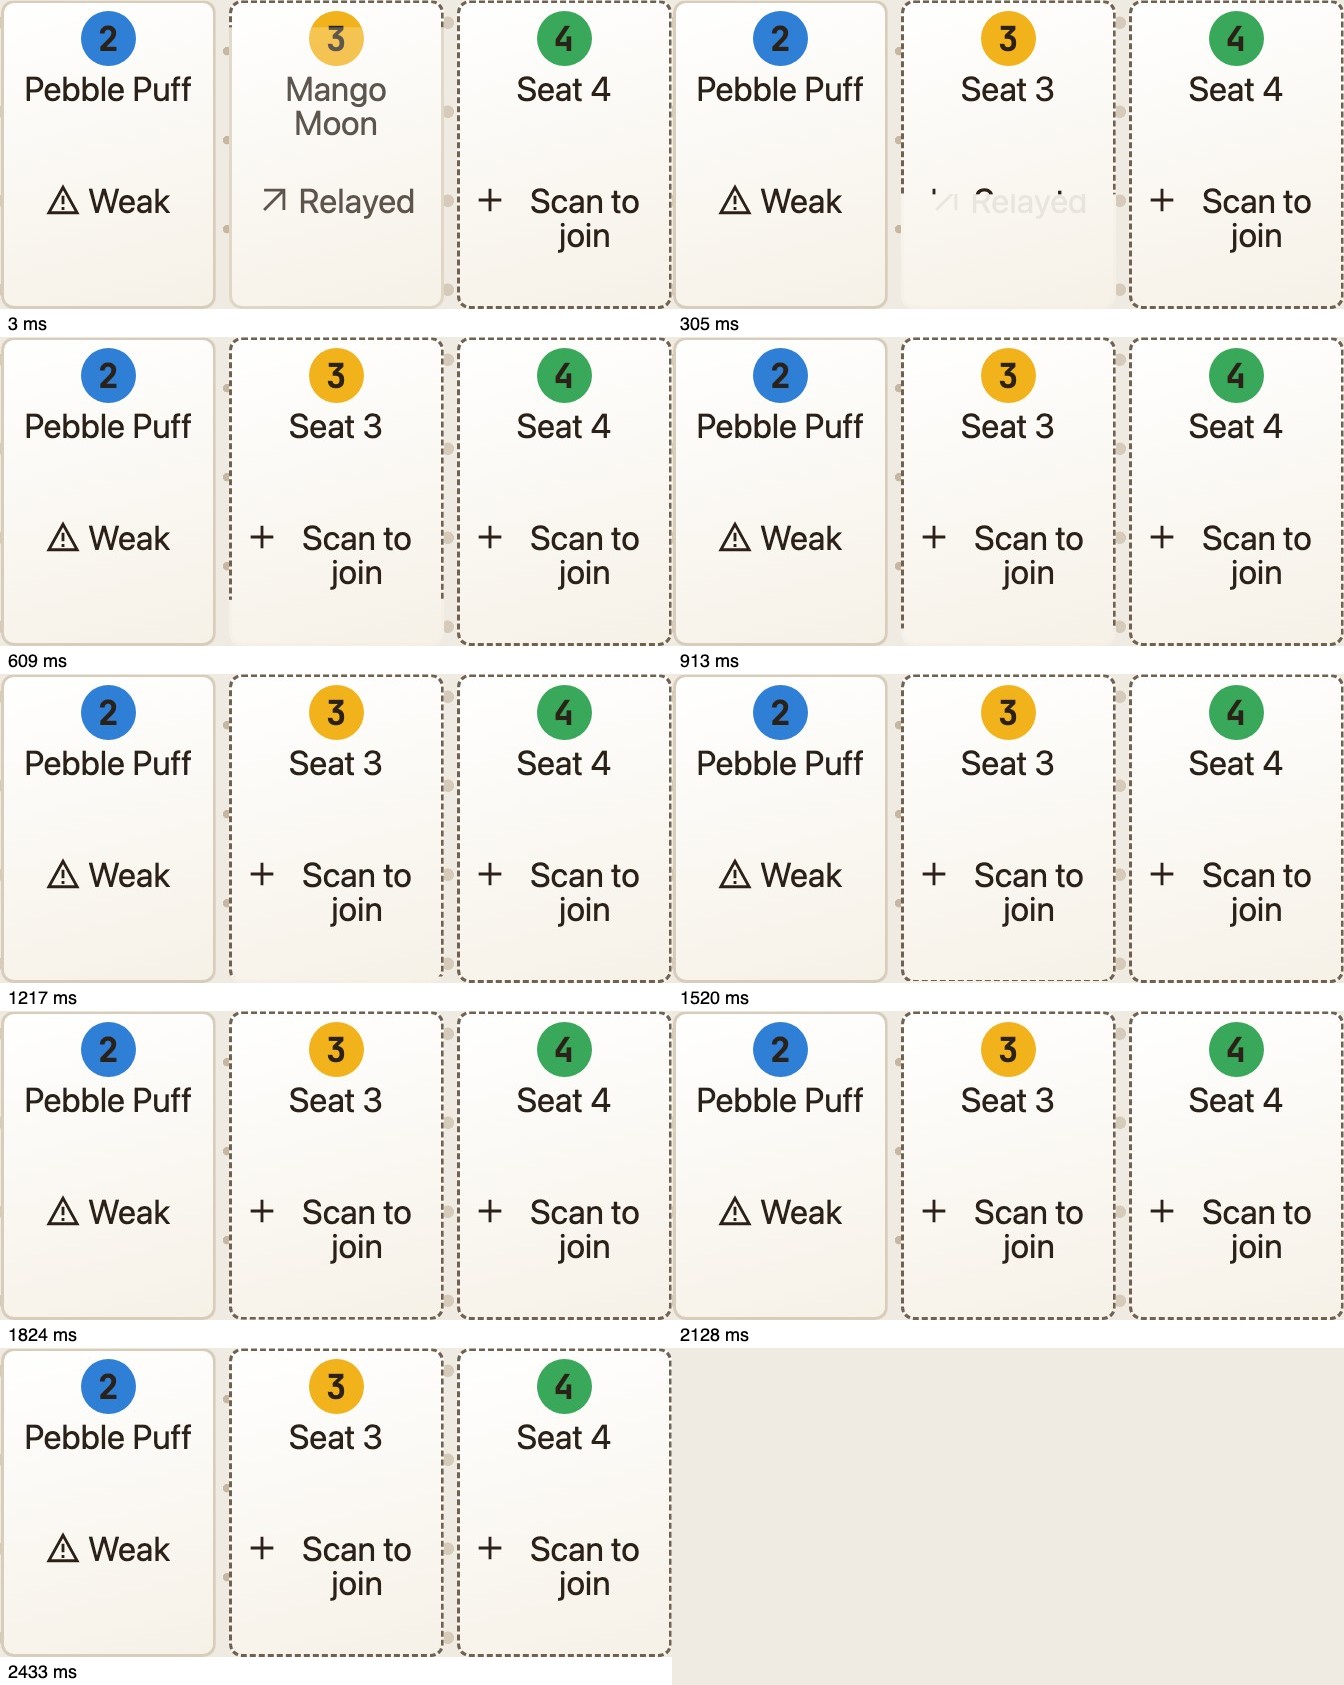 2 3 4 2 3 4
Pebble Puff Mango Seat 4 Pebble Puff Seat 3 Seat 4
Moon
Weak Relayed + Scan to Weak Relayed + Scan to
join join
3 ms 305 ms
2 3 4 2 3 4
Pebble Puff Seat 3 Seat 4 Pebble Puff Seat 3 Seat 4
Weak + Scan to + Scan to Weak + Scan to + Scan to
join join join join
609 ms 913 ms
2 3 4 2 3 4
Pebble Puff Seat 3 Seat 4 Pebble Puff Seat 3 Seat 4
Weak + Scan to + Scan to Weak + Scan to + Scan to
join join join join
1217 ms 1520 ms
2 3 4 2 3 4
Pebble Puff Seat 3 Seat 4 Pebble Puff Seat 3 Seat 4
Weak + Scan to + Scan to Weak + Scan to + Scan to
join join join join
1824 ms 2128 ms
2 3 4
Pebble Puff Seat 3 Seat 4
Weak + Scan to + Scan to
join join
2433 ms